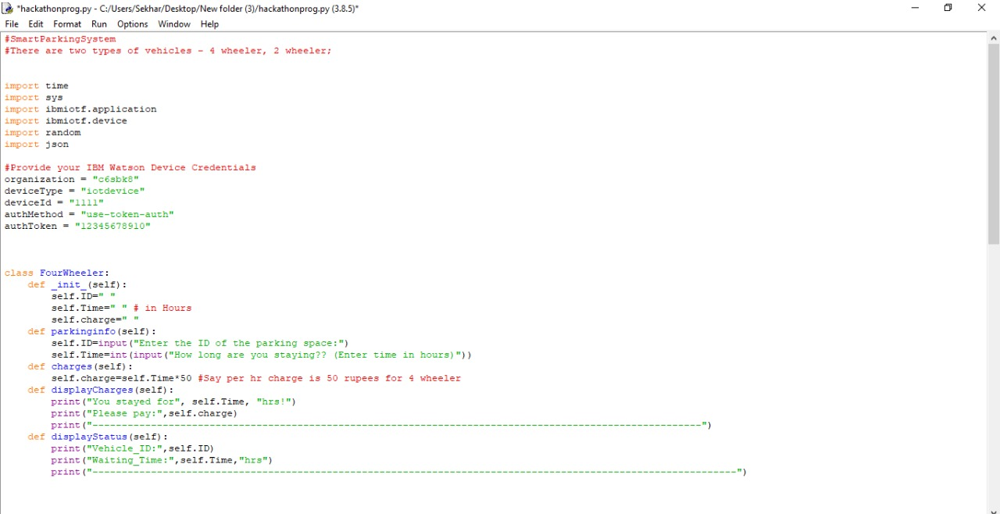 *hackathonprog.py - C:/Users/Sekhar/Desktop/New folder (3)/hackathonprog.py (3.8.5)*
File Edit Format Run Options Window Help
#SmartParkingSystem
#There are two types of vehicles - 4 wheeler, 2 wheeler;
import time
import sys
import ibmiotf.application
import ibmiotf.device
import random
import json
#Provide your IBM Watson Device Credentials
organization = "c6sbk8"
deviceType = "iotdevice"
deviceId = "1111"
authMethod = "use-token-auth"
authToken = "12345678910"
class FourWheeler:
    def _init_(self):
        self.ID=" "
        self.Time=" " # in Hours
        self.charge=" "
    def parkinginfo(self):
        self.ID=input("Enter the ID of the parking space:")
        self.Time=int(input("How long are you staying?? (Enter time in hours)"))
    def charges(self):
        self.charge=self.Time*50 #Say per hr charge is 50 rupees for 4 wheeler
    def displayCharges(self):
        print("You stayed for", self.Time, "hrs!")
        print("Please pay:",self.charge)
        print("--------------------------------------------------------------------------------------------------------")
    def displayStatus(self):
        print("Vehicle_ID:",self.ID)
        print("Waiting_Time:",self.Time,"hrs")
        print("--------------------------------------------------------------------------------------------------------------")